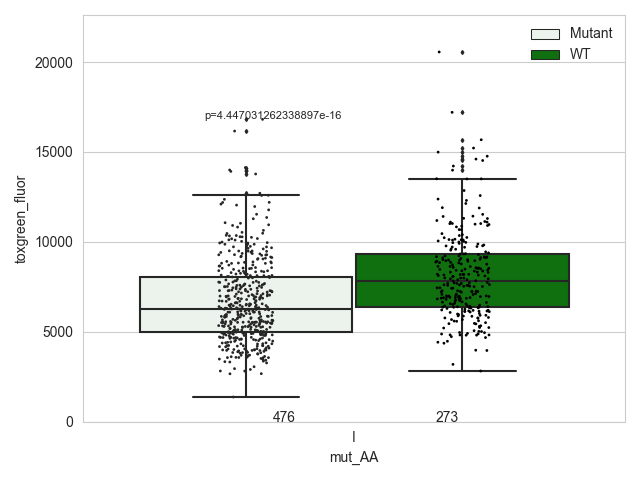 Mutant
WT
p=4.447031262338897e-16
20000
15000
10000
5000
0
toxgreen_fluor
476
273
I
mut_AA